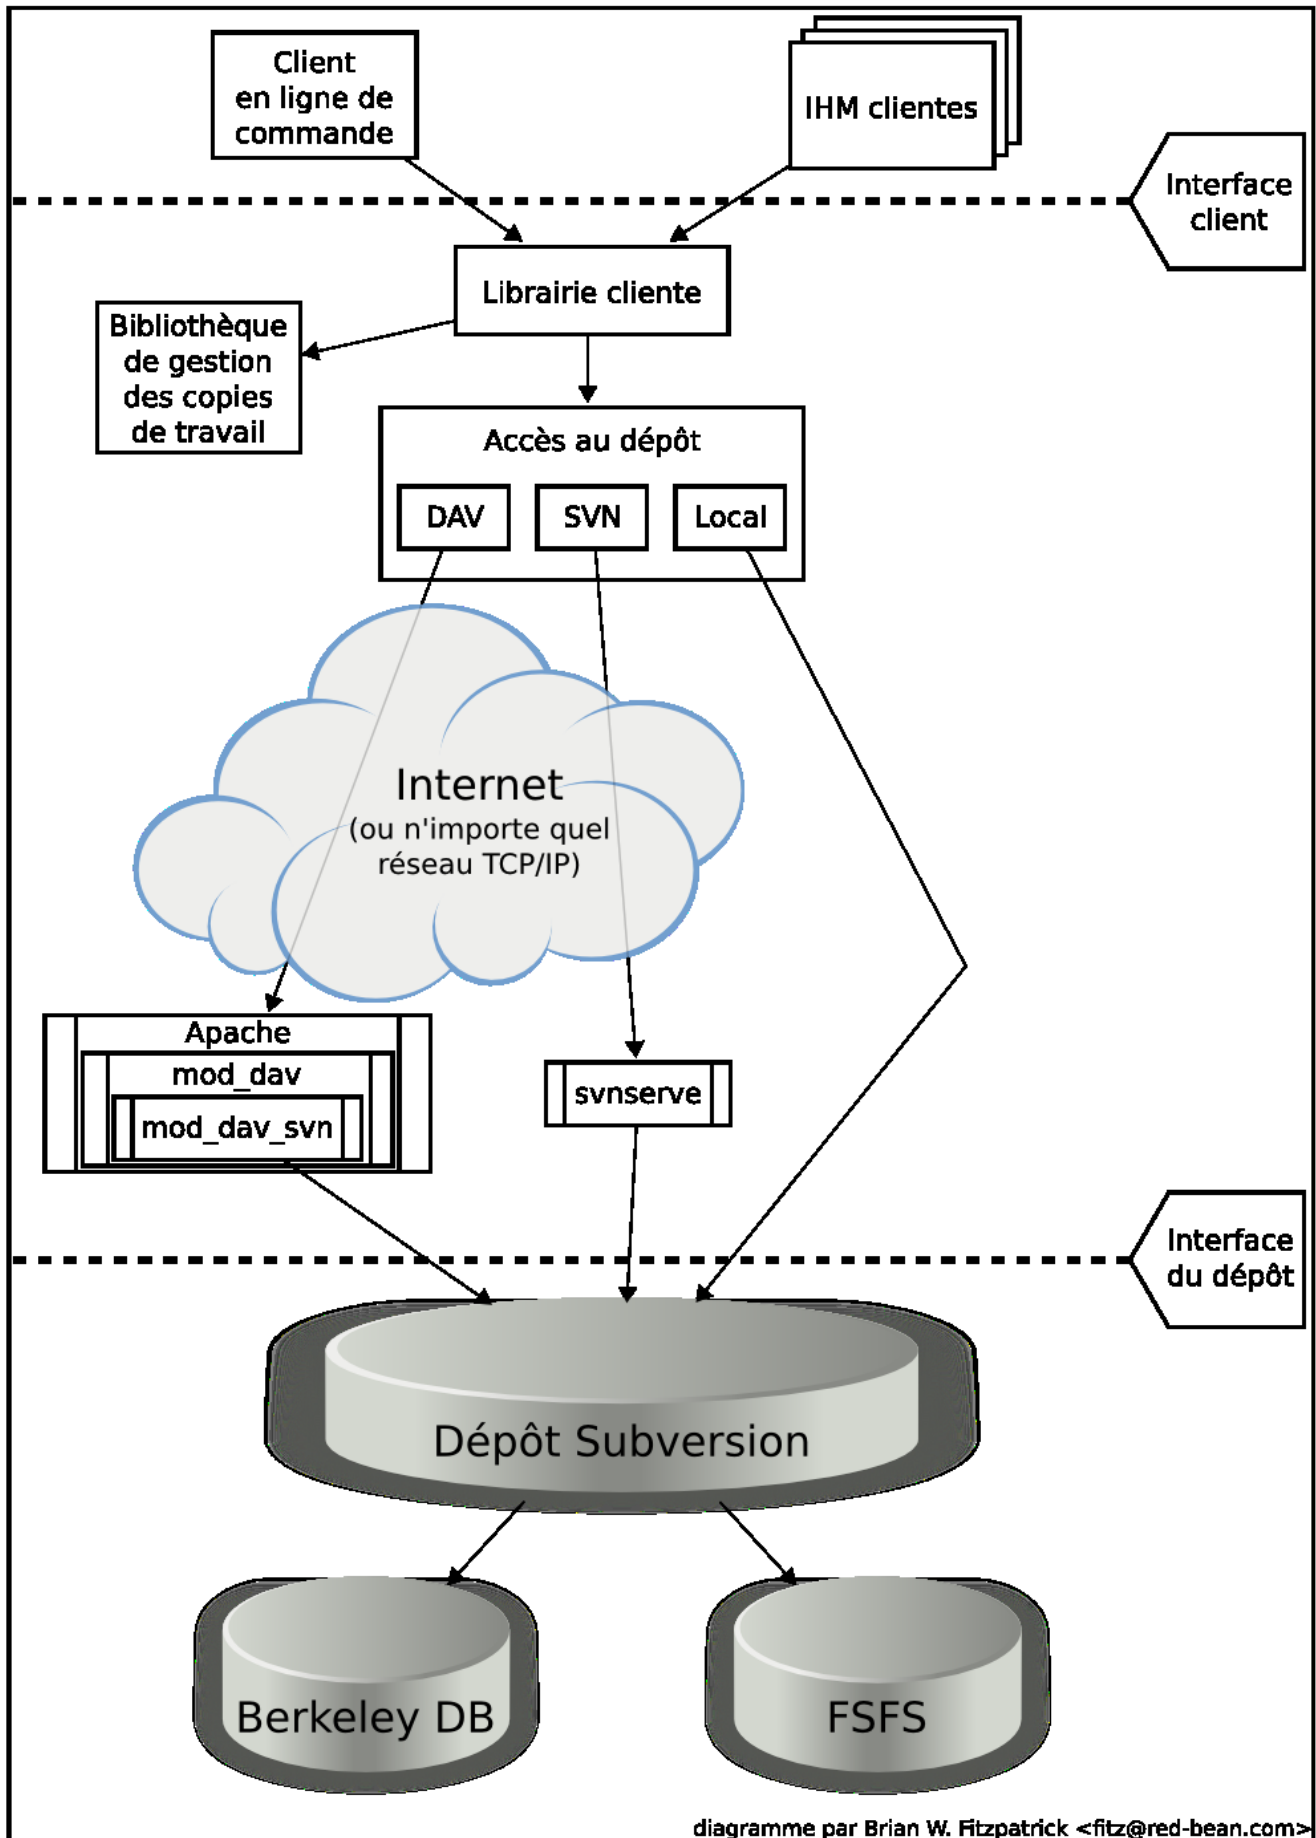 Client
en ligne de
commande
IHM clientes
Interface
client
Librairie cliente
Bibliothèque
de gestion
des copies
de travail
Accès au dépôt
DAV
SVN
Local
Internet
(ou n'importe quel
réseau TCP/IP)
Apache
mod_dav
mod_dav_svn
svnserve
Interface
du dépôt
Dépôt Subversion
Berkeley DB
FSFS
diagramme par Brian W. Fitzpatrick <fitz@red-bean.com>